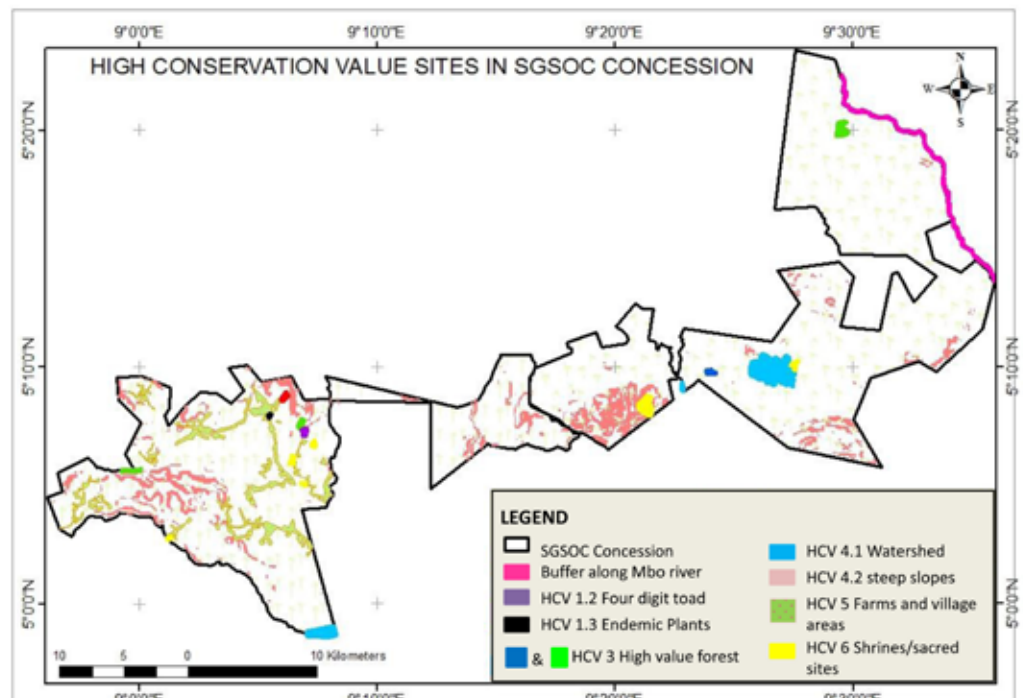 9°0'0"E 9°10'0"E 9°20'0"E 9°30'0"E
HIGH CONSERVATION VALUE SITES IN SGSOC CONCESSION
N
W E
S
5°20'0"N 5°20'0"N
5°10'0"N 5°10'0"N
5°0'0"N 5°0'0"N
LEGEND
SGSOC Concession
Buffer along Mbo river
HCV 1.2 Four digit toad
HCV 1.3 Endemic Plants
& HCV 3 High value forest
HCV 4.1 Watershed
HCV 4.2 steep slopes
HCV 5 Farms and village
areas
HCV 6 Shrines/sacred
sites
10 5 0 10 Kilometers